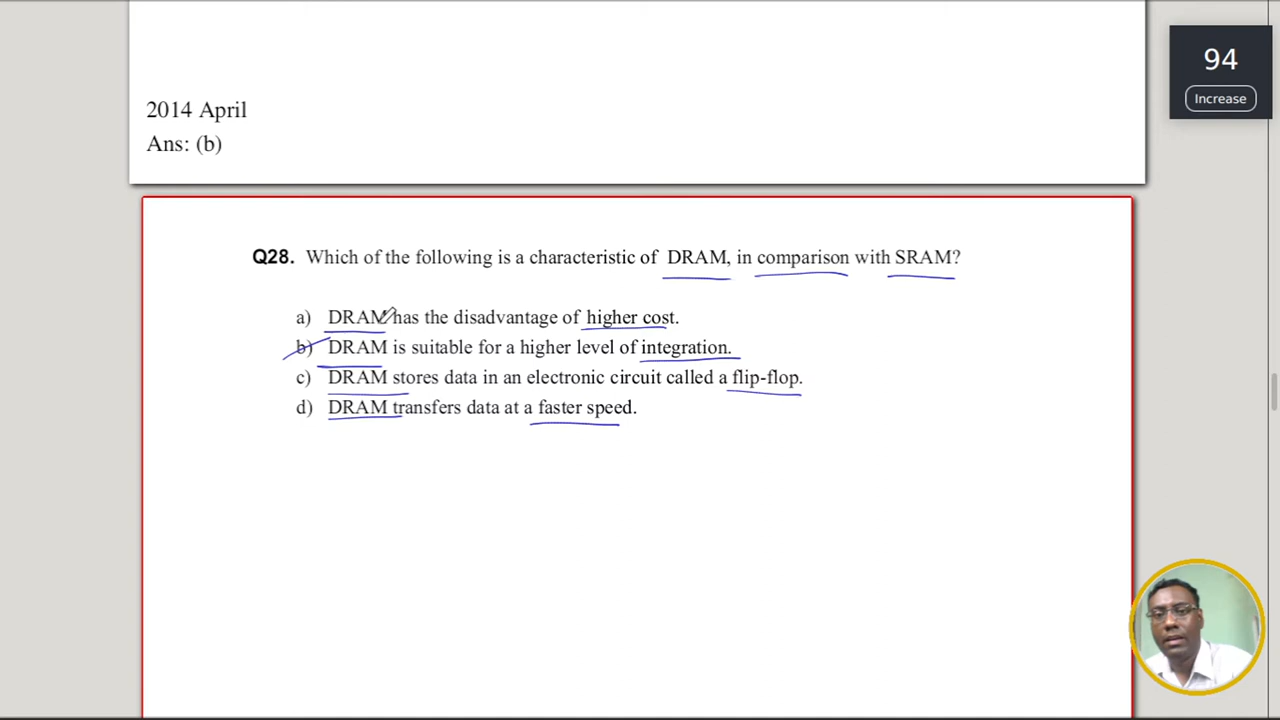 94
Increase
2014 April
Ans: (b)
Q28. Which of the following is a characteristic of DRAM, in comparison with SRAM?
a) DRAM has the disadvantage of higher cost.
b) DRAM is suitable for a higher level of integration.
c) DRAM stores data in an electronic circuit called a flip-flop.
d) DRAM transfers data at a faster speed.